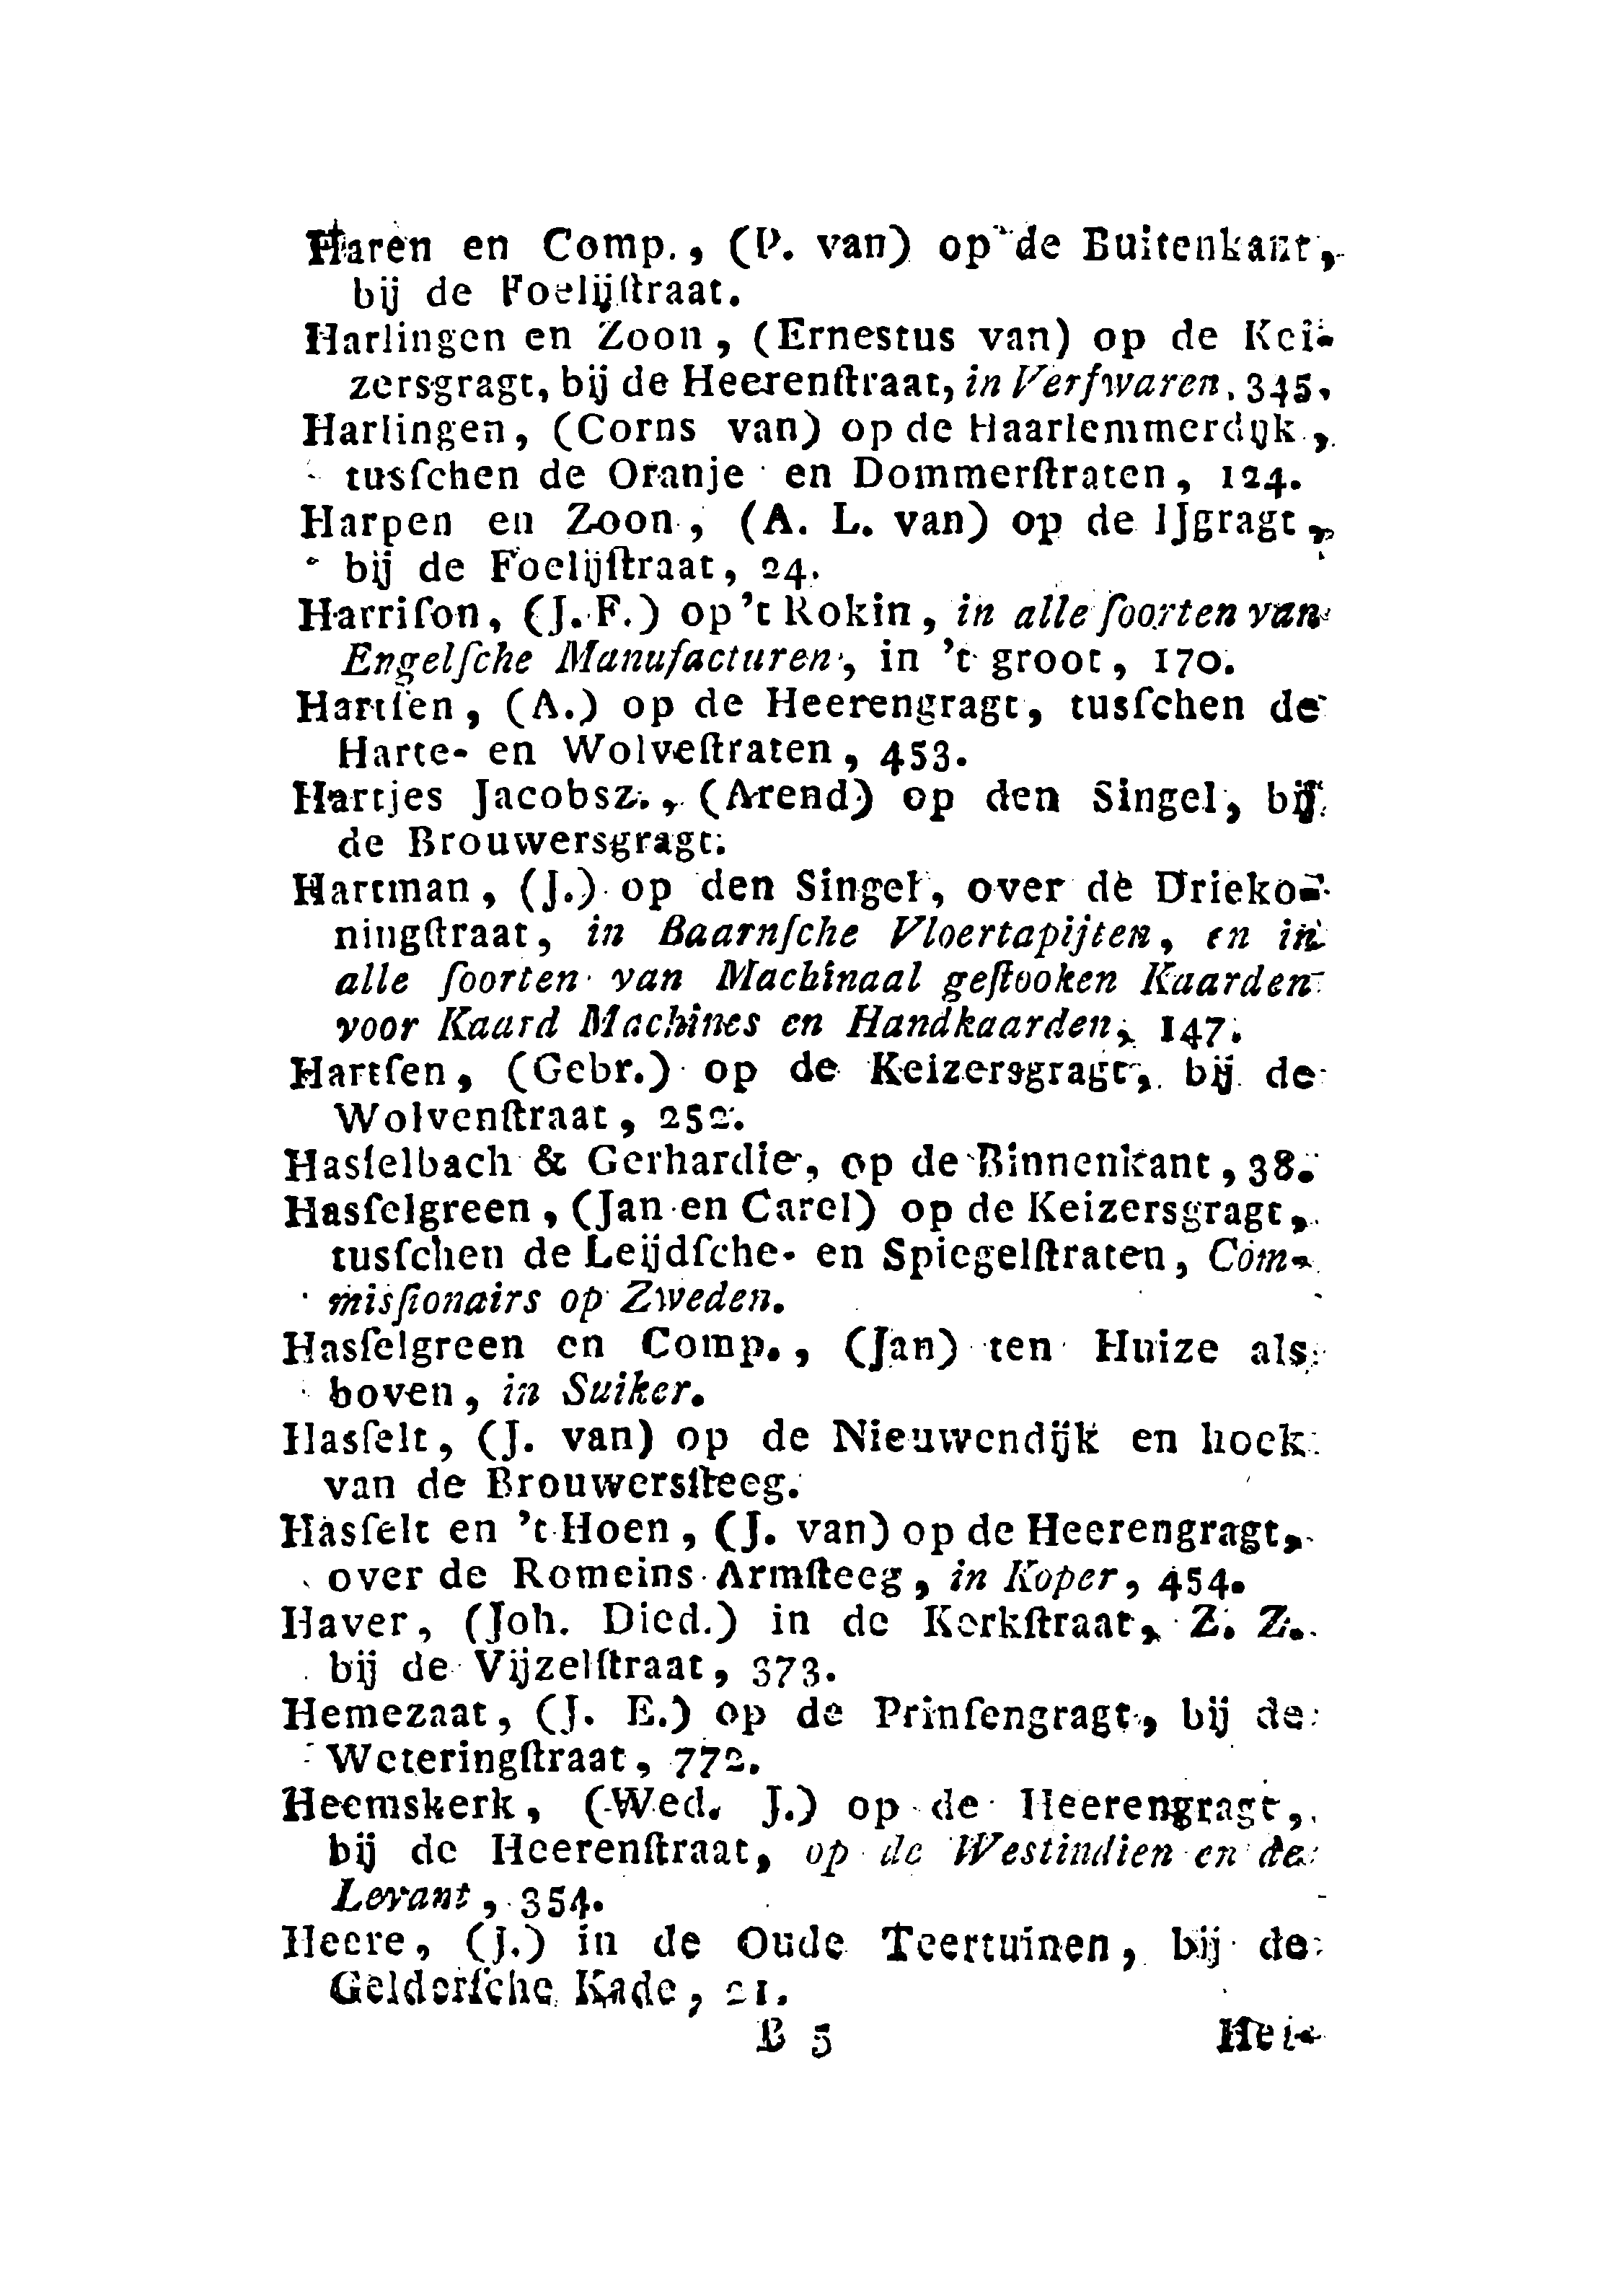 Haren en Comp., (P. van) op de Buitenkant,
bij de Foelijſtraat.
Harlingen en Zoon, (Ernestus van) op de Kei-
zersgragt, bij de Heerenſtraat, in Verfwaren, 345.
Harlingen, (Corns van) op de Haarlemmerdijk,
tusſchen de Oranje en Dommerſtraten, 124.
Harpen en Zoon, (A. L. van) op de IJgragt,
bij de Foelijſtraat, 24.
Harriſon, (J. F.) op 't Rokin, in alle ſoorten van
Engelſche Manufacturen, in 't groot, 170.
Hartſen, (A.) op de Heerengragt, tusſchen de
Harte- en Wolveſtraten, 453.
Hartjes Jacobsz., (Arend) op den Singel, bij
de Brouwersgragt.
Hartman, (J.) op den Singel, over de Drieko-
ningſtraat, in Baarnſche Vloertapijten, en in
alle ſoorten van Machinaal geſtooken Kaarden
voor Kaard Machines en Handkaarden, 147.
Hartſen, (Gebr.) op de Keizersgragt, bij de
Wolvenſtraat, 252.
Hasſelbach & Gerhardie, op de Binnenkant, 38.
Hasſelgreen, (Jan en Carel) op de Keizersgragt,
tusſchen de Leijdſche- en Spiegelſtraten, Com-
misſionairs op Zweden.
Hasſelgreen en Comp., (Jan) ten Huize als
boven, in Suiker.
Hasſelt, (J. van) op de Nieuwendijk en hoek
van de Brouwersſteeg.
Hasſelt en 't Hoen, (J. van) op de Heerengragt,
over de Romeins Armſteeg, in Koper, 454.
Haver, (Joh. Died.) in de Kerkſtraat, Z. Z.
bij de Vijzelſtraat, 373.
Hemezaat, (J. E.) op de Prinſengragt, bij de
Weteringſtraat, 772.
Heemskerk, (Wed. J.) op de Heerengragt,
bij de Heerenſtraat, op de Westindien en de
Levant, 354.
Heere, (J.) in de Oude Teertuinen, bij de
Gelderſche Kade, 21.
B 5 Hei-